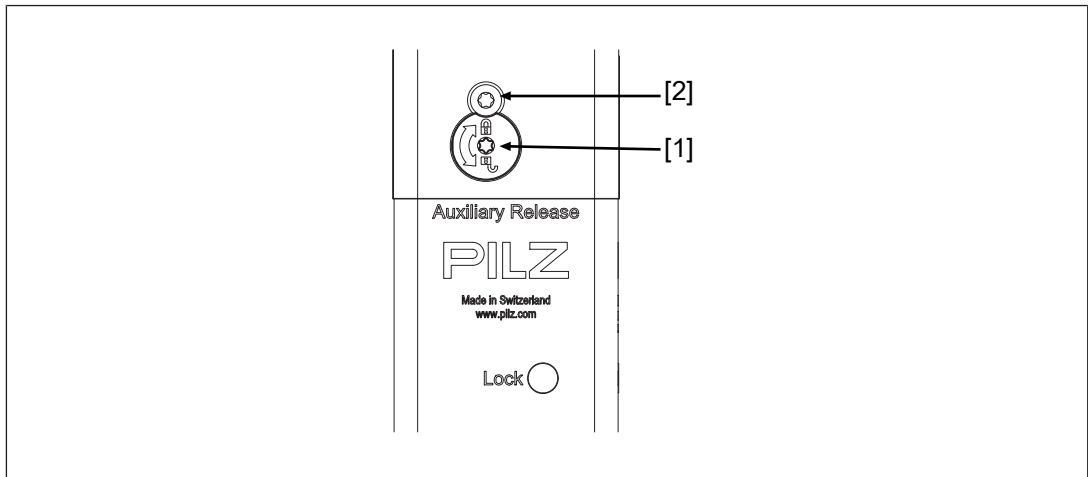 [2]
[1]
Auxiliary Release
PILZ
Made in Switzerland
www.pilz.com
Lock